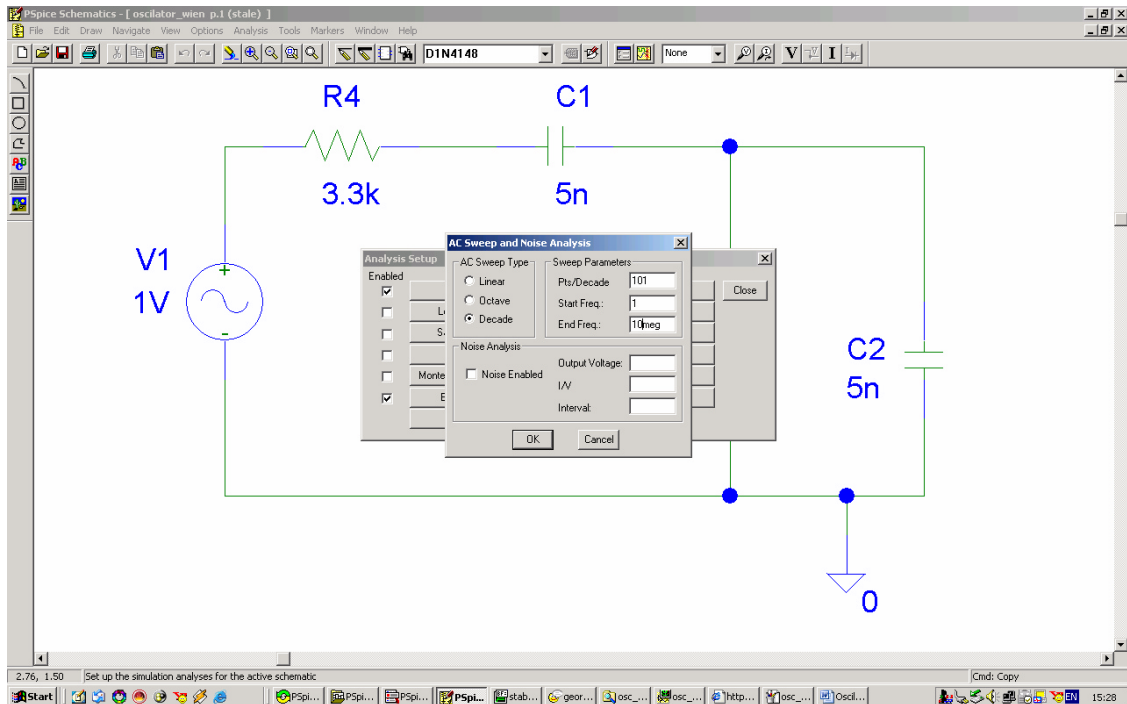 PSpice Schematics - [ oscilator_wien p.1 (stale) ]
File Edit Draw Navigate View Options Analysis Tools Markers Window Help
D1N4148
None
V
I
R4
C1
3.3k
5n
V1
1V
C2
5n
0
Analysis Setup
Enabled
Close
Monte
AC Sweep and Noise Analysis
AC Sweep Type
Linear
Octave
Decade
Sweep Parameters
Pts/Decade 101
Start Freq.: 1
End Freq.: 10meg
Noise Analysis
Noise Enabled
Output Voltage:
I/V
Interval:
OK
Cancel
2.76, 1.50 Set up the simulation analyses for the active schematic Cmd: Copy
Start PSpi... PSpi... PSpi... PSpi... stab... geor... osc_... osc_... http... osc_... Oscil... EN 15:28